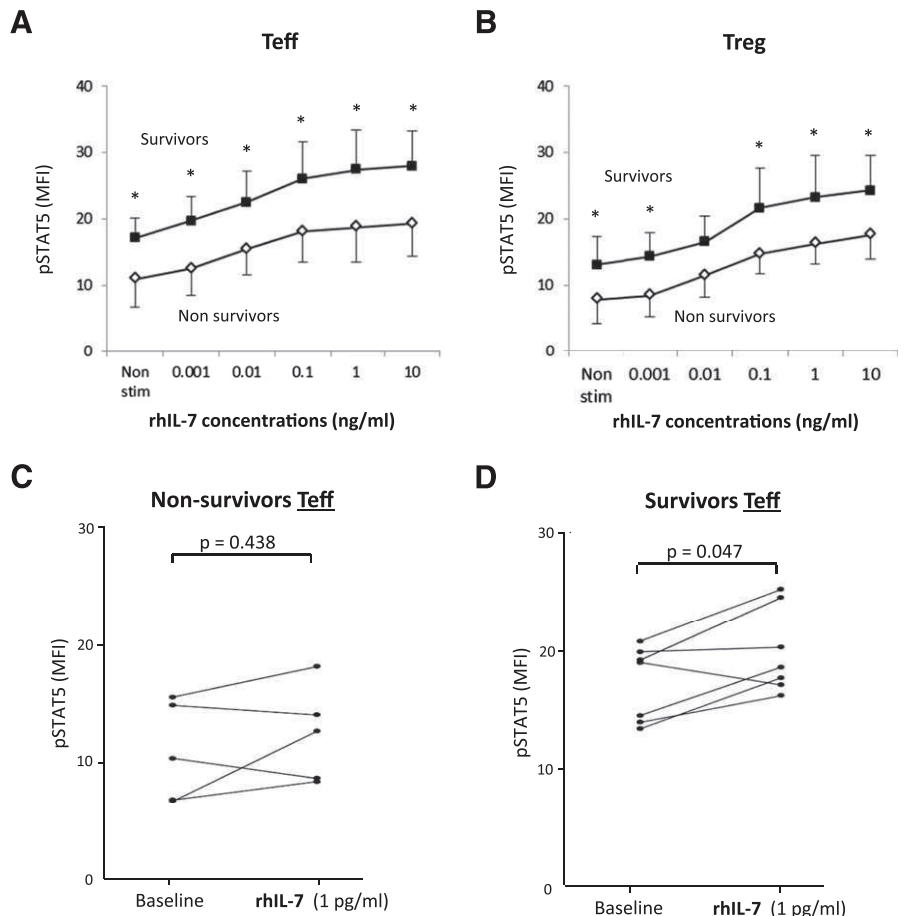 A
Teff
pSTAT5 (MFI)
40
30
20
10
0
Survivors
* * * * * *
Non survivors
Non stim 0.001 0.01 0.1 1 10
rhIL-7 concentrations (ng/ml)
B
Treg
pSTAT5 (MFI)
40
30
20
10
0
Survivors
* * * * *
Non survivors
Non stim 0.001 0.01 0.1 1 10
rhIL-7 concentrations (ng/ml)
C
Non-survivors Teff
p = 0.438
pSTAT5 (MFI)
30
20
10
0
Baseline rhIL-7 (1 pg/ml)
D
Survivors Teff
p = 0.047
pSTAT5 (MFI)
30
20
10
0
Baseline rhIL-7 (1 pg/ml)